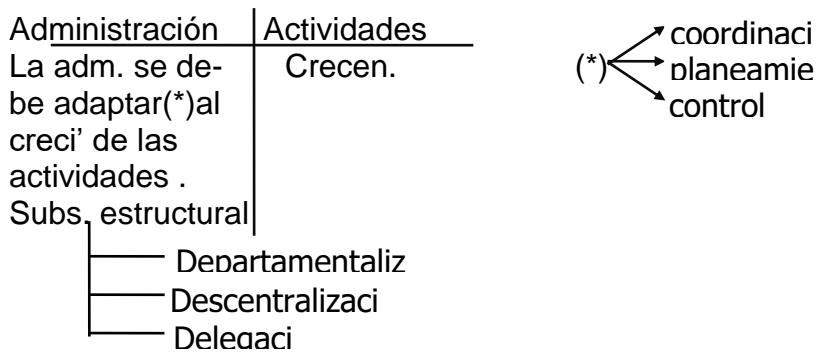 Administración
Actividades
La adm. se de-
be adaptar(*)al
creci’ de las
actividades .
Subs. estructural
Crecen.
(*)
coordinaci
planeamie
control
Departamentaliz
Descentralizaci
Delegaci